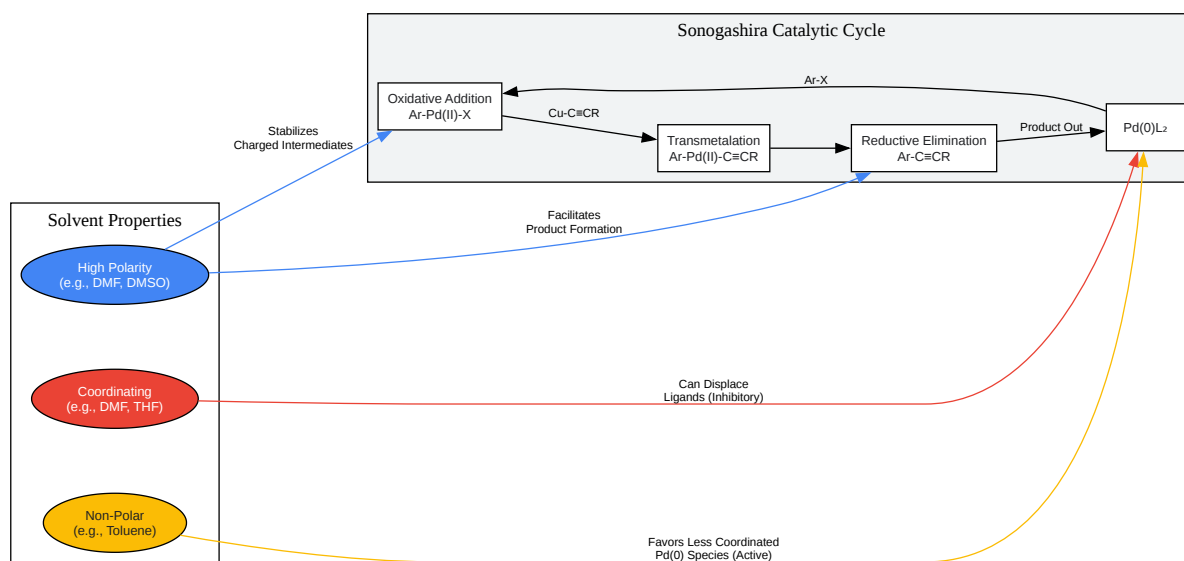 Sonogashira Catalytic Cycle
Ar-X
Oxidative Addition
Ar-Pd(II)-X
Cu-C≡CR
Transmetalation
Ar-Pd(II)-C≡CR
Reductive Elimination
Ar-C≡CR
Product Out
Pd(0)L₂
Stabilizes
Charged Intermediates
Solvent Properties
Facilitates
Product Formation
High Polarity
(e.g., DMF, DMSO)
Coordinating
(e.g., DMF, THF)
Can Displace
Ligands (Inhibitory)
Non-Polar
(e.g., Toluene)
Favors Less Coordinated
Pd(0) Species (Active)